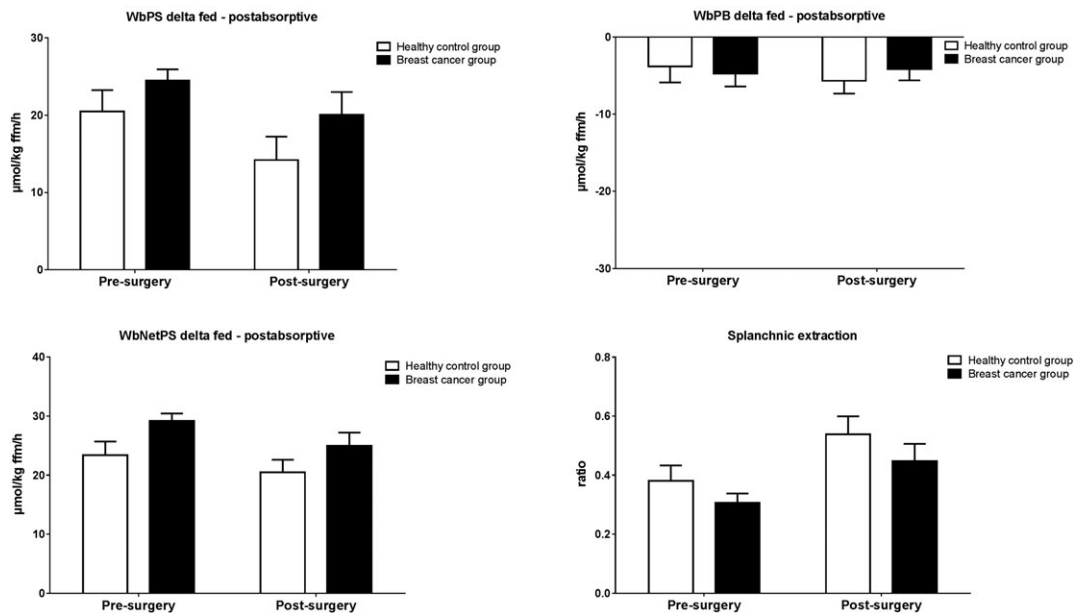 WbPS delta fed - postabsorptive
30
20
10
0
µmol/kg ffm/h
Healthy control group
Breast cancer group
Pre-surgery
Post-surgery
WbPB delta fed - postabsorptive
0
-10
-20
-30
µmol/kg ffm/h
Healthy control group
Breast cancer group
Pre-surgery
Post-surgery
WbNetPS delta fed - postabsorptive
40
30
20
10
0
µmol/kg ffm/h
Healthy control group
Breast cancer group
Pre-surgery
Post-surgery
Splanchnic extraction
0.8
0.6
0.4
0.2
0.0
ratio
Healthy control group
Breast cancer group
Pre-surgery
Post-surgery